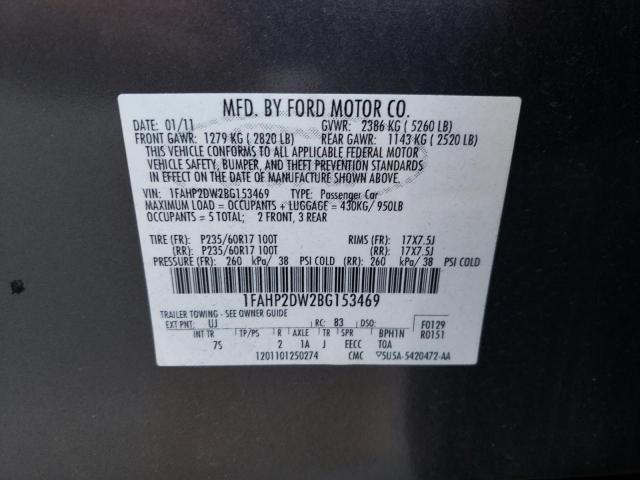 MFD. BY FORD MOTOR CO.
DATE: 01/11 GVWR: 2386 KG ( 5260 LB)
FRONT GAWR: 1279 KG ( 2820 LB) REAR GAWR: 1143 KG ( 2520 LB)
THIS VEHICLE CONFORMS TO ALL APPLICABLE FEDERAL MOTOR
VEHICLE SAFETY, BUMPER, AND THEFT PREVENTION STANDARDS
IN EFFECT ON THE DATE OF MANUFACTURE SHOWN ABOVE.
VIN: 1FAHP2DW2BG153469 TYPE: Passenger Car
MAXIMUM LOAD = OCCUPANTS + LUGGAGE = 430KG/ 950LB
OCCUPANTS = 5 TOTAL; 2 FRONT, 3 REAR
TIRE (FR): P235/60R17 100T RIMS (FR): 17X7.5J
(RR): P235/60R17 100T (RR): 17X7.5J
PRESSURE (FR): 260 kPa/ 38 PSI COLD (RR): 260 kPa/ 38 PSI COLD
1FAHP2DW2BG153469
TRAILER TOWING - SEE OWNER GUIDE
EXT PNT: UJ RC: 83 DSO: F0129
INT TR TP/PS R AXLE TR SPR BPH1N R0151
7S 2 1A J EECC TOA
1201101250274 CMC ▽5U5A-5420472-AA